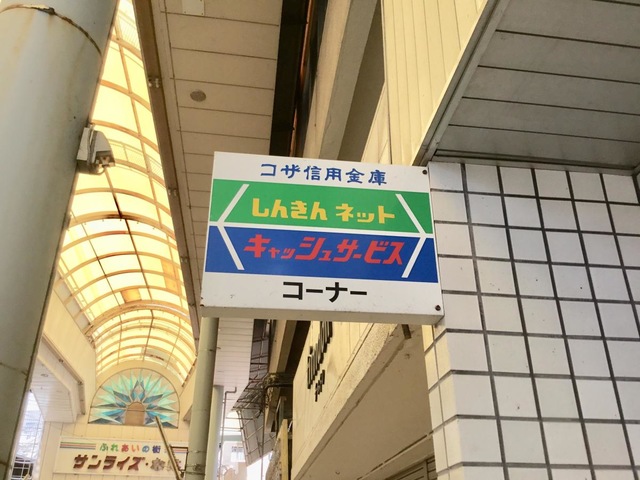 コザ信用金庫
しんきんネット
キャッシュサービス
コーナー
ふれあいの街
サンライズ・